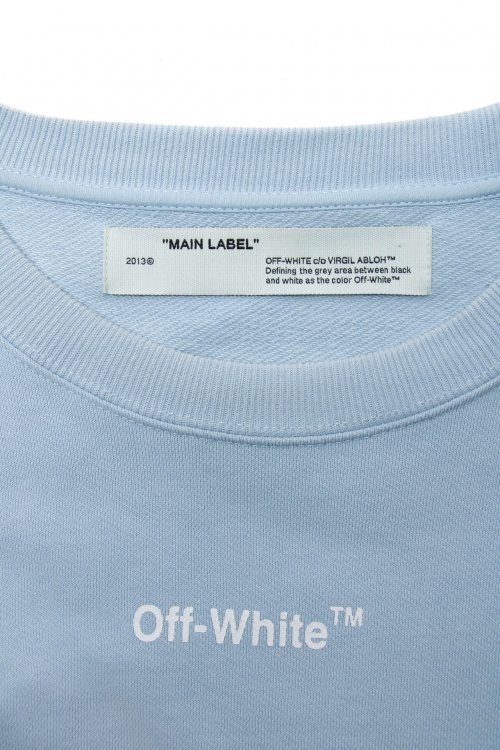 "MAIN LABEL"
2013©
OFF-WHITE c/o VIRGIL ABLOH™
Defining the grey area between black
and white as the color Off-White™
Off-White™